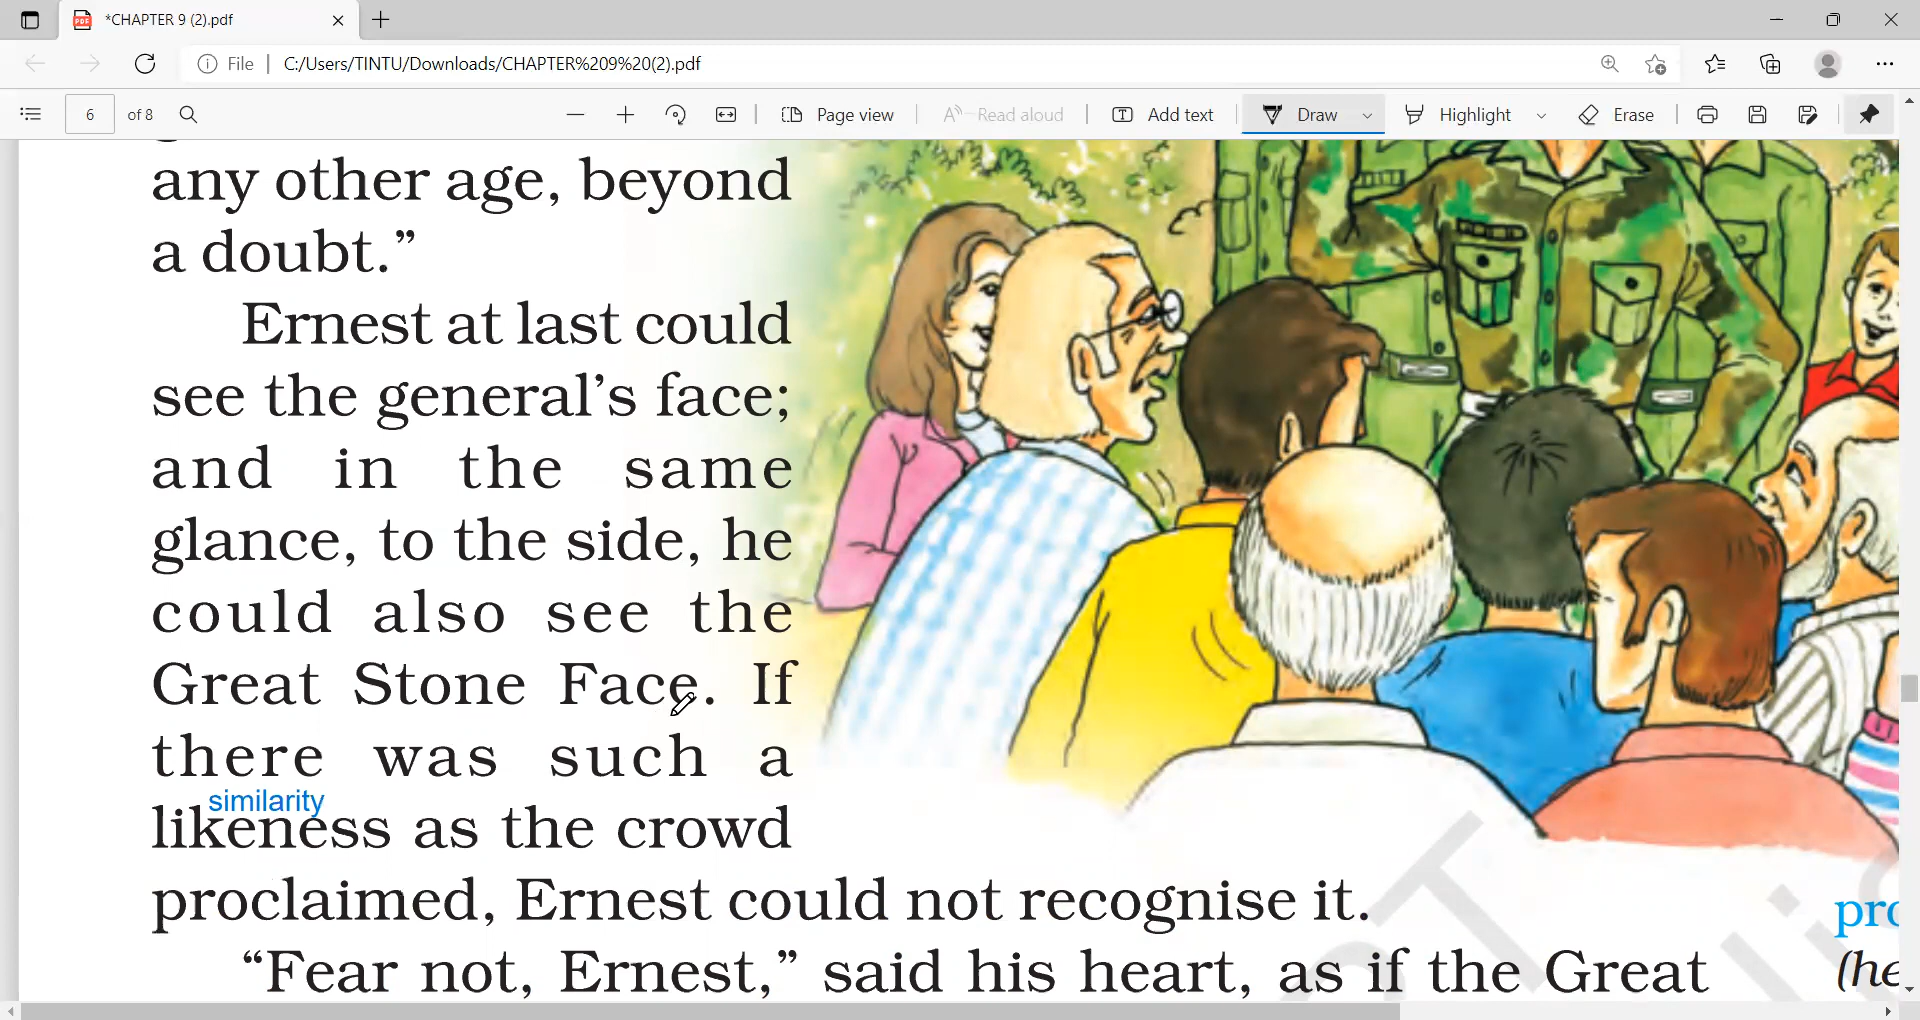 *CHAPTER 9 (2).pdf
File C:/Users/TINTU/Downloads/CHAPTER%209%20(2).pdf
6 of 8 Page view Read aloud Add text Draw Highlight Erase
any other age, beyond
a doubt.”
Ernest at last could
see the general’s face;
and in the same
glance, to the side, he
could also see the
Great Stone Face. If
there was such a
similarity
likeness as the crowd
proclaimed, Ernest could not recognise it.
“Fear not, Ernest,” said his heart, as if the Great